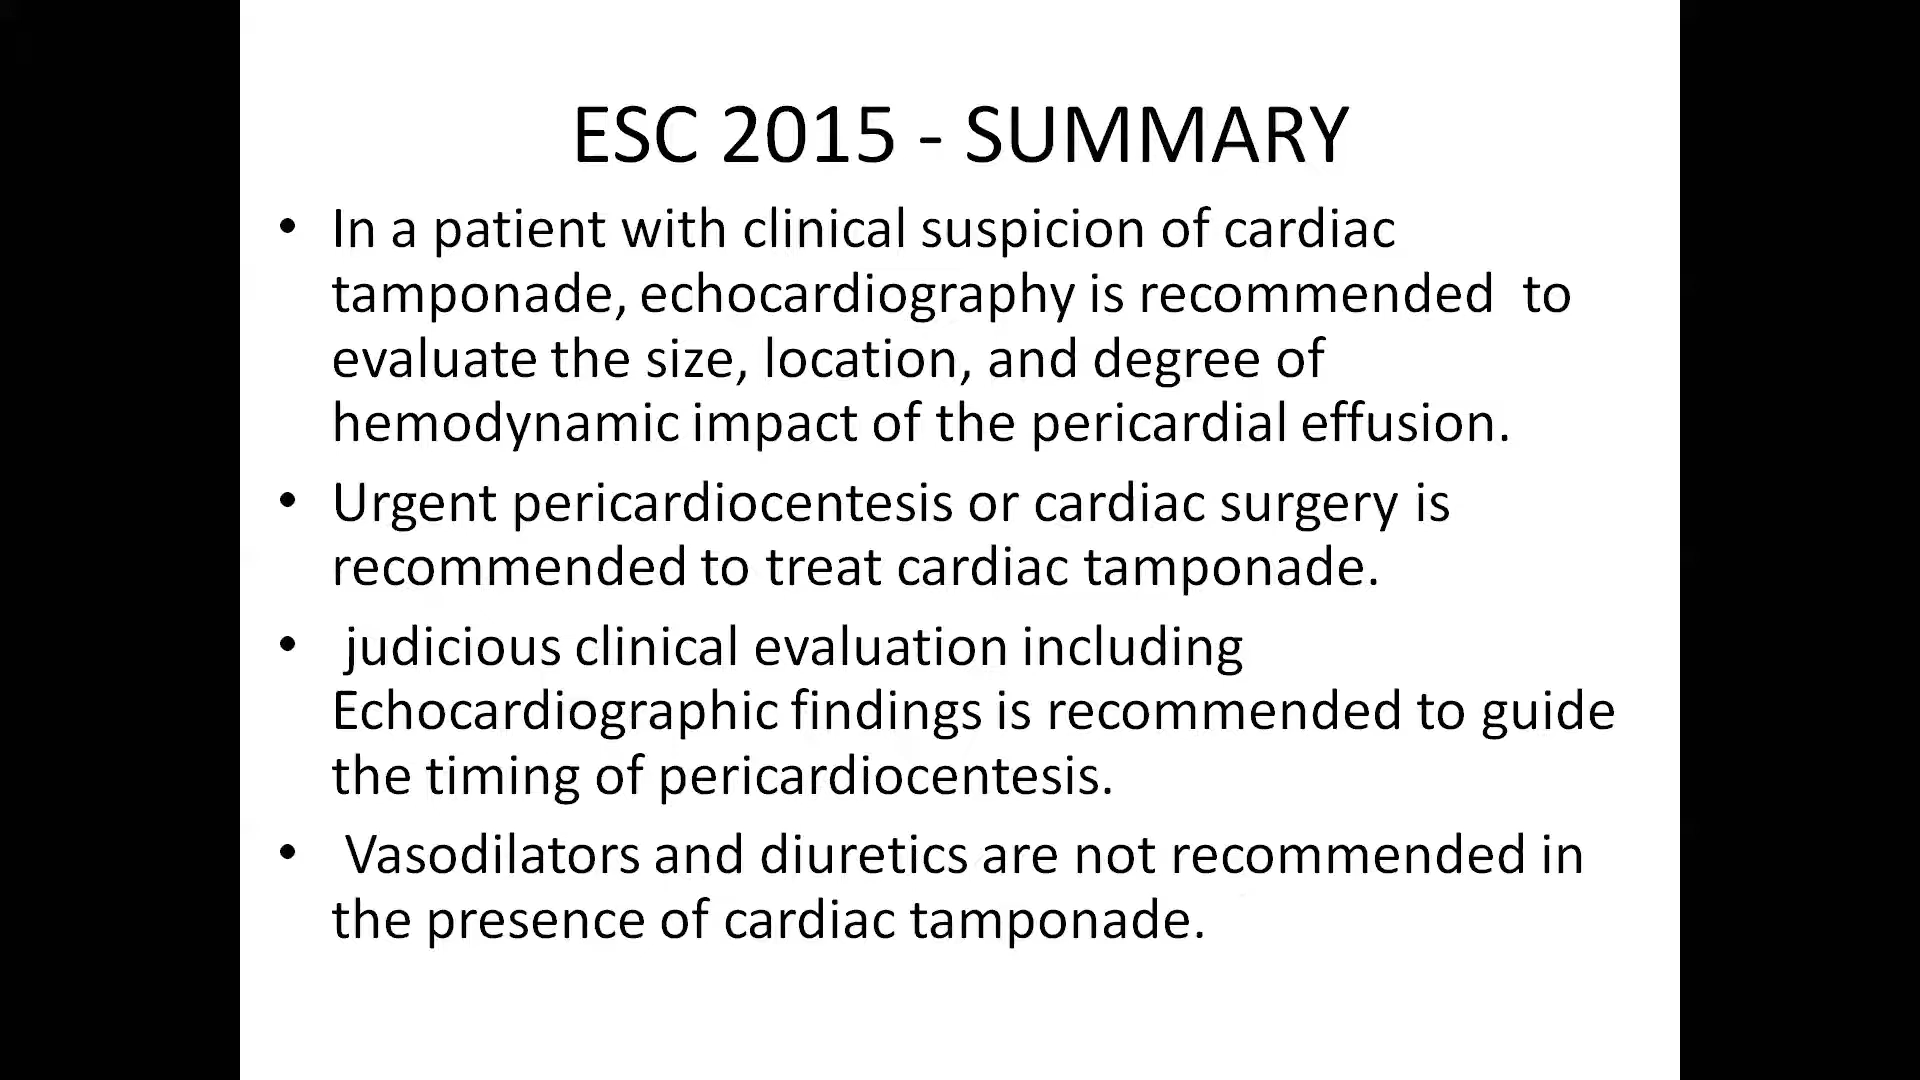 ESC 2015 - SUMMARY
• In a patient with clinical suspicion of cardiac
tamponade, echocardiography is recommended  to
evaluate the size, location, and degree of
hemodynamic impact of the pericardial effusion.
• Urgent pericardiocentesis or cardiac surgery is
recommended to treat cardiac tamponade.
• judicious clinical evaluation including
Echocardiographic findings is recommended to guide
the timing of pericardiocentesis.
• Vasodilators and diuretics are not recommended in
the presence of cardiac tamponade.